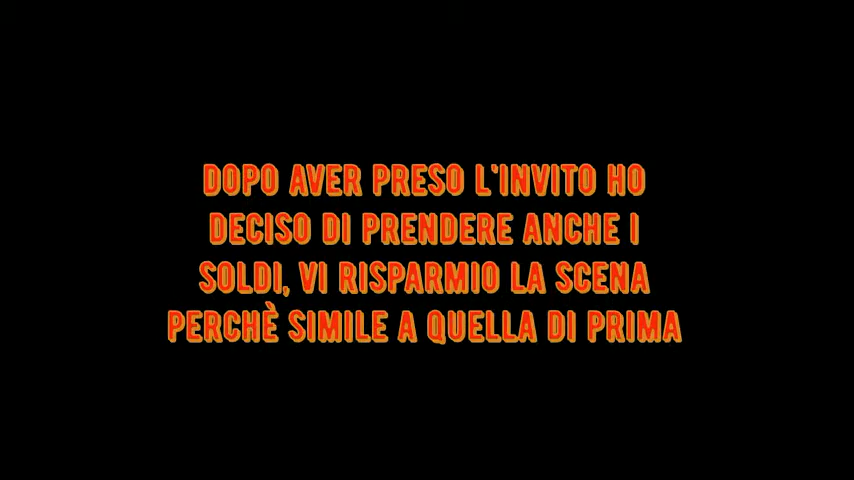 DOPO AVER PRESO L'INVITO HO
DECISO DI PRENDERE ANCHE I
SOLDI, VI RISPARMIO LA SCENA
PERCHÈ SIMILE A QUELLA DI PRIMA